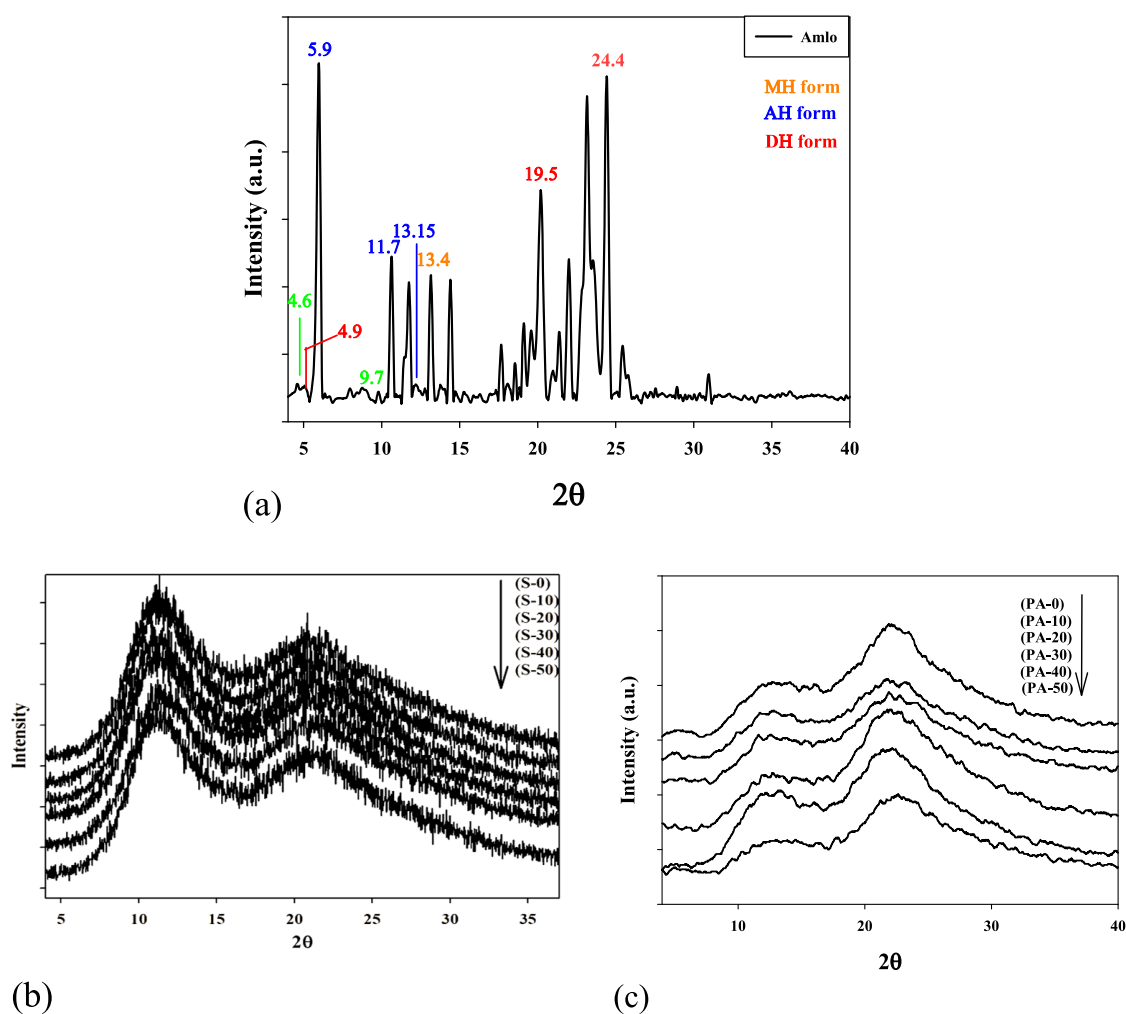 Amlo
5.9
24.4
MH form
AH form
DH form
19.5
13.15
11.7
13.4
4.6
4.9
9.7
Intensity (a.u.)
5
10
15
20
25
30
35
40
2θ
(a)
(S-0)
(S-10)
(S-20)
(S-30)
(S-40)
(S-50)
Intensity
5
10
15
20
25
30
35
2θ
(b)
(PA-0)
(PA-10)
(PA-20)
(PA-30)
(PA-40)
(PA-50)
Intensity (a.u.)
10
20
30
40
2θ
(c)